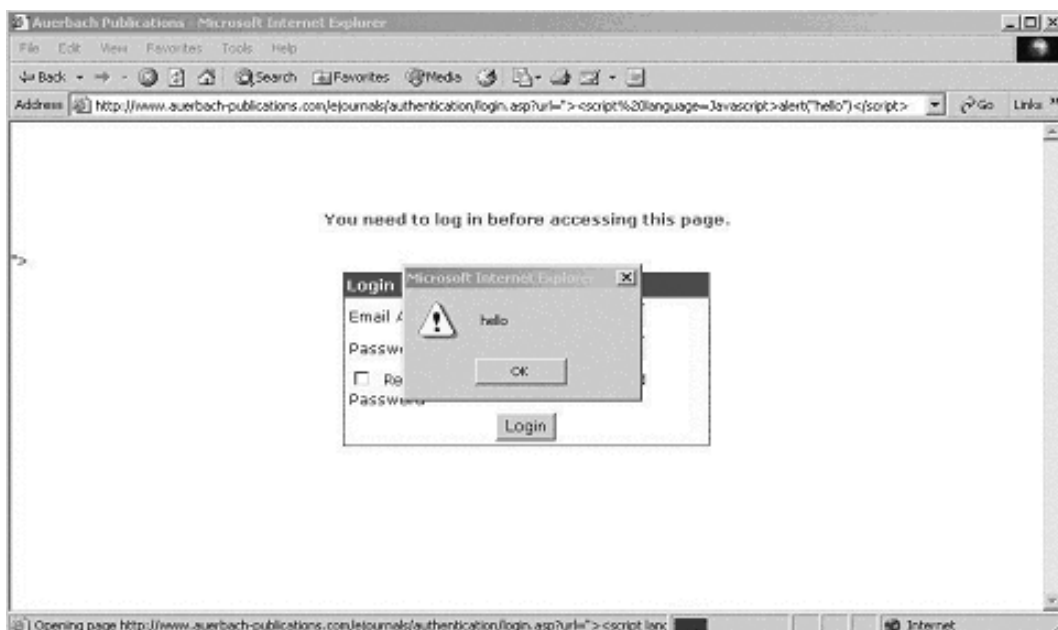 Auerbach Publications - Microsoft Internet Explorer
File Edit View Favorites Tools Help
Back Search Favorites Media
Address http://www.auerbach-publications.com/ejournals/authentication/login.asp?url="><script%20language=Javascript>alert("hello")</script> Go Links »
You need to log in before accessing this page.
">
Login
Microsoft Internet Explorer
Email A
hello
Passw
OK
Re
Password
Login
Opening page http://www.auerbach-publications.com/ejournals/authentication/login.asp?url="><script lang Internet